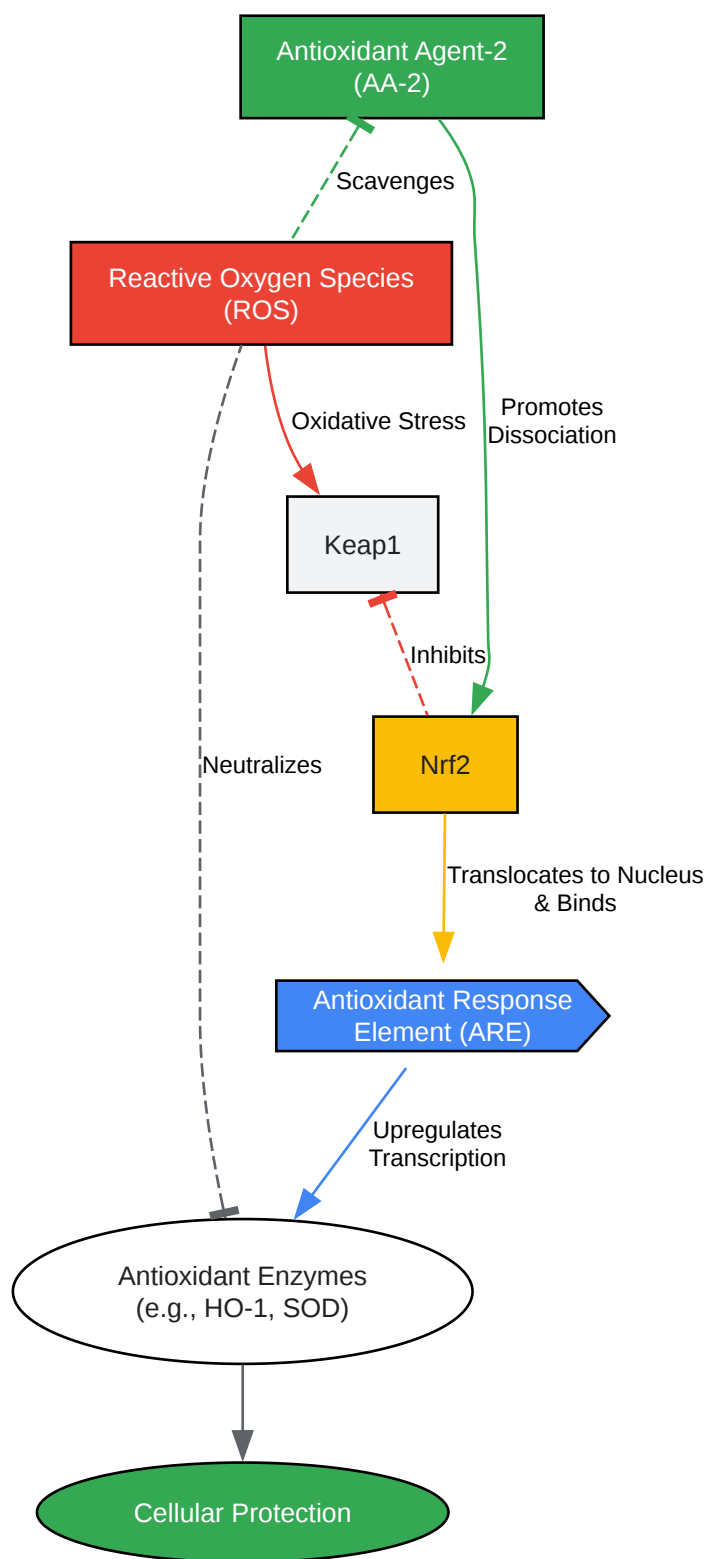 Antioxidant Agent-2
(AA-2)
Scavenges
Reactive Oxygen Species
(ROS)
Oxidative Stress
Promotes
Dissociation
Keap1
Inhibits
Nrf2
Neutralizes
Translocates to Nucleus
& Binds
Antioxidant Response
Element (ARE)
Upregulates
Transcription
Antioxidant Enzymes
(e.g., HO-1, SOD)
Cellular Protection